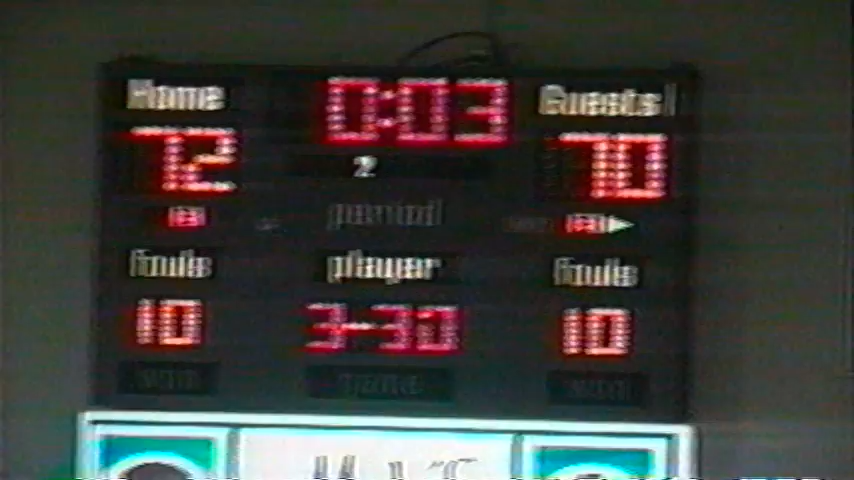 Home 0:03 Guests
72 2 70
period
fouls player fouls
10 3-30 10